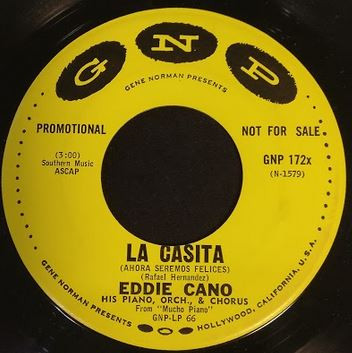 GNP
GENE NORMAN PRESENTS
PROMOTIONAL
NOT FOR SALE
(3:00)
Southern Music
ASCAP
GNP 172x
(N-1579)
LA CASITA
(AHORA SEREMOS FELICES)
(Rafael Hernandez)
EDDIE CANO
HIS PIANO, ORCH., & CHORUS
From "Mucho Piano"
GNP-LP 66
GENE NORMAN PRESENTS
HOLLYWOOD, CALIFORNIA, U.S.A.